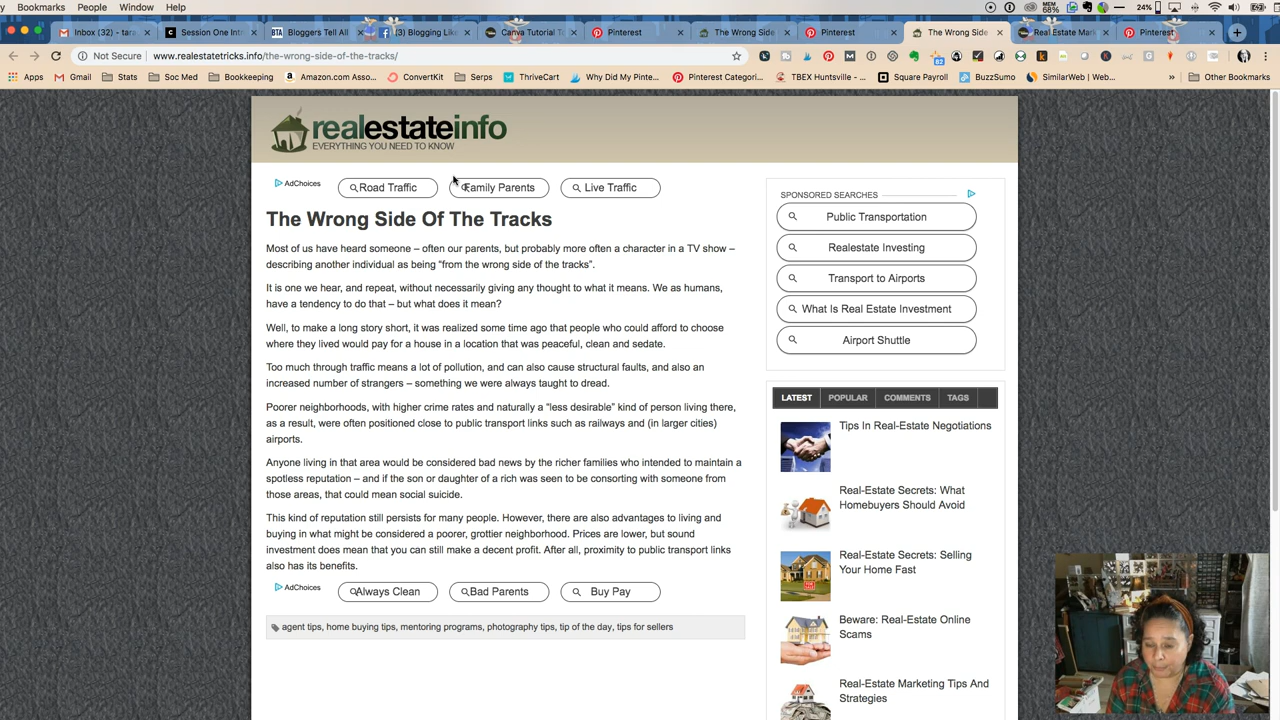 Bookmarks People Window Help MEM 68% 24%
Inbox (32) - tara Session One Int Bloggers Tell All (3) Blogging Lik Canva Tutorial Pinterest The Wrong Side Pinterest The Wrong Side Real Estate Mark Pinterest
Not Secure www.realestatetricks.info/the-wrong-side-of-the-tracks/
Apps Gmail Stats Soc Med Bookkeeping Amazon.com Asso... ConvertKit Serps ThriveCart Why Did My Pinte... Pinterest Categori... TBEX Huntsville - ... Square Payroll BuzzSumo SimilarWeb | Web... Other Bookmarks
realestateinfo
EVERYTHING YOU NEED TO KNOW
AdChoices Road Traffic Family Parents Live Traffic
The Wrong Side Of The Tracks
Most of us have heard someone – often our parents, but probably more often a character in a TV show –
describing another individual as being “from the wrong side of the tracks”.
It is one we hear, and repeat, without necessarily giving any thought to what it means. We as humans,
have a tendency to do that – but what does it mean?
Well, to make a long story short, it was realized some time ago that people who could afford to choose
where they lived would pay for a house in a location that was peaceful, clean and sedate.
Too much through traffic means a lot of pollution, and can also cause structural faults, and also an
increased number of strangers – something we were always taught to dread.
Poorer neighborhoods, with higher crime rates and naturally a “less desirable” kind of person living there,
as a result, were often positioned close to public transport links such as railways and (in larger cities)
airports.
Anyone living in that area would be considered bad news by the richer families who intended to maintain a
spotless reputation – and if the son or daughter of a rich was seen to be consorting with someone from
those areas, that could mean social suicide.
This kind of reputation still persists for many people. However, there are also advantages to living and
buying in what might be considered a poorer, grottier neighborhood. Prices are lower, but sound
investment does mean that you can still make a decent profit. After all, proximity to public transport links
also has its benefits.
AdChoices Always Clean Bad Parents Buy Pay
agent tips, home buying tips, mentoring programs, photography tips, tip of the day, tips for sellers
SPONSORED SEARCHES
Public Transportation
Realestate Investing
Transport to Airports
What Is Real Estate Investment
Airport Shuttle
LATEST POPULAR COMMENTS TAGS
Tips In Real-Estate Negotiations
Real-Estate Secrets: What
Homebuyers Should Avoid
Real-Estate Secrets: Selling
Your Home Fast
Beware: Real-Estate Online
Scams
Real-Estate Marketing Tips And
Strategies